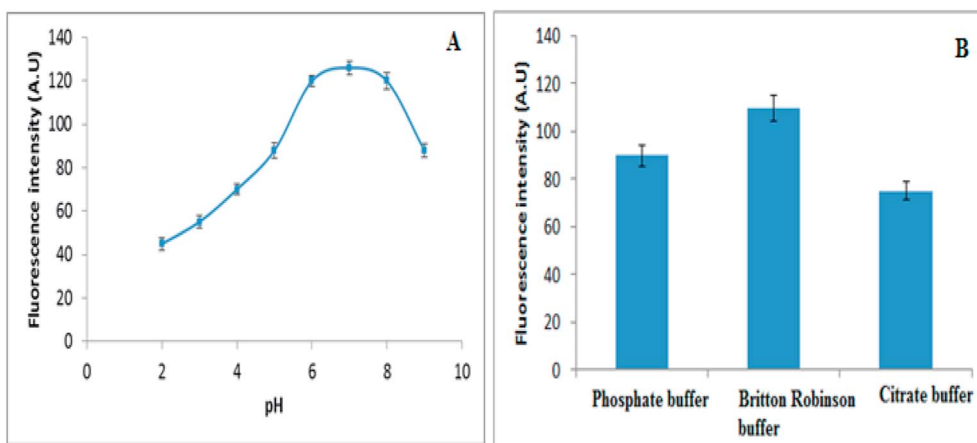 A
Fluorescence intensity (A.U)
140
120
100
80
60
40
20
0
0 2 4 6 8 10
pH
B
Fluorescence intensity (A.U)
140
120
100
80
60
40
20
0
Phosphate buffer Britton Robinson Citrate buffer
buffer